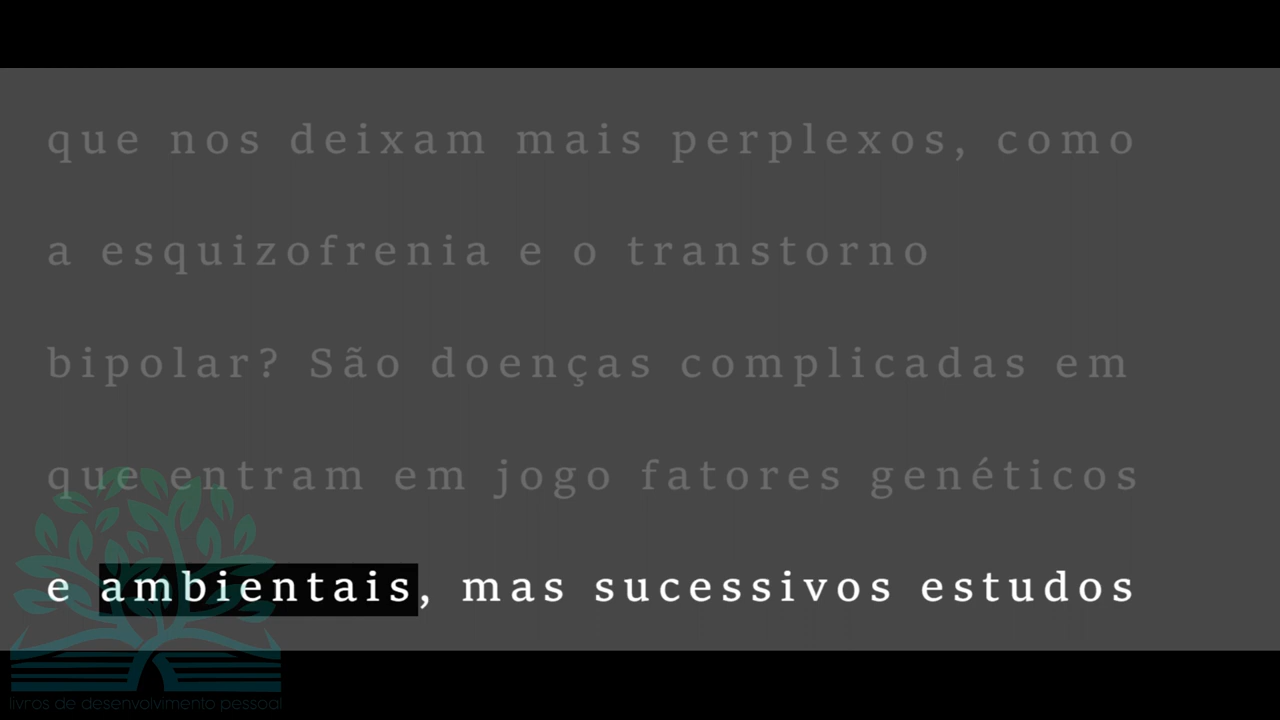 que nos deixam mais perplexos, como
a esquizofrenia e o transtorno
bipolar? São doenças complicadas em
que entram em jogo fatores genéticos
e ambientais, mas sucessivos estudos
livros de desenvolvimento pessoal